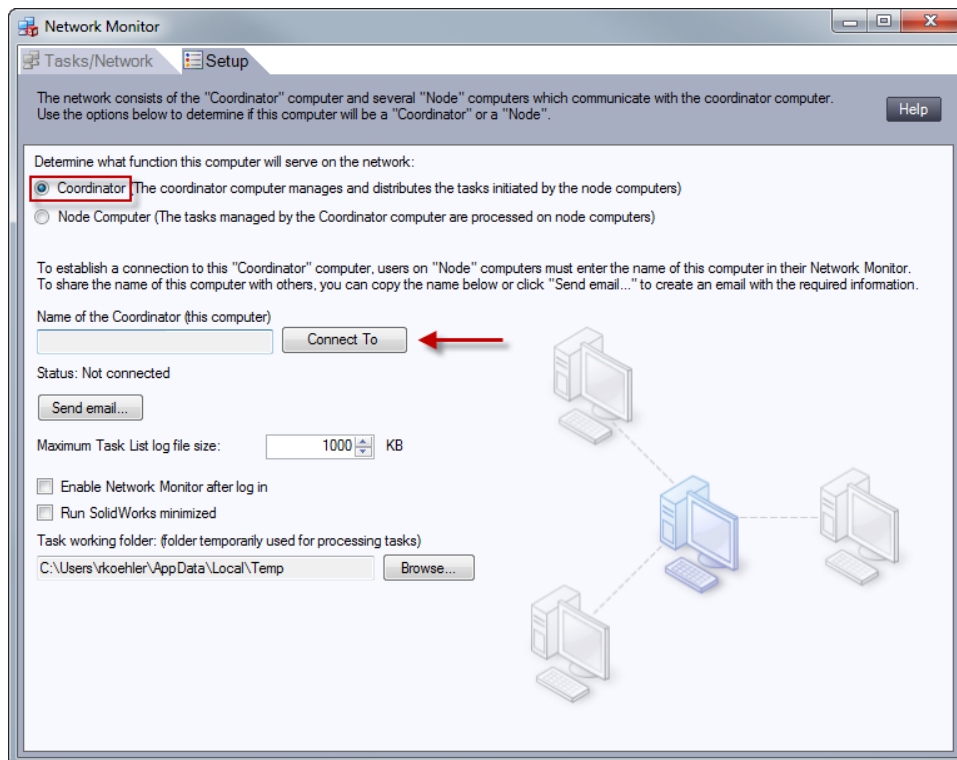 Network Monitor
Tasks/Network
Setup
The network consists of the "Coordinator" computer and several "Node" computers which communicate with the coordinator computer.
Use the options below to determine if this computer will be a "Coordinator" or a "Node".
Help
Determine what function this computer will serve on the network:
Coordinator (The coordinator computer manages and distributes the tasks initiated by the node computers)
Node Computer (The tasks managed by the Coordinator computer are processed on node computers)
To establish a connection to this "Coordinator" computer, users on "Node" computers must enter the name of this computer in their Network Monitor.
To share the name of this computer with others, you can copy the name below or click "Send email..." to create an email with the required information.
Name of the Coordinator (this computer)
Connect To
Status: Not connected
Send email...
Maximum Task List log file size: 1000 KB
Enable Network Monitor after log in
Run SolidWorks minimized
Task working folder: (folder temporarily used for processing tasks)
C:\Users\rkoehler\AppData\Local\Temp
Browse...